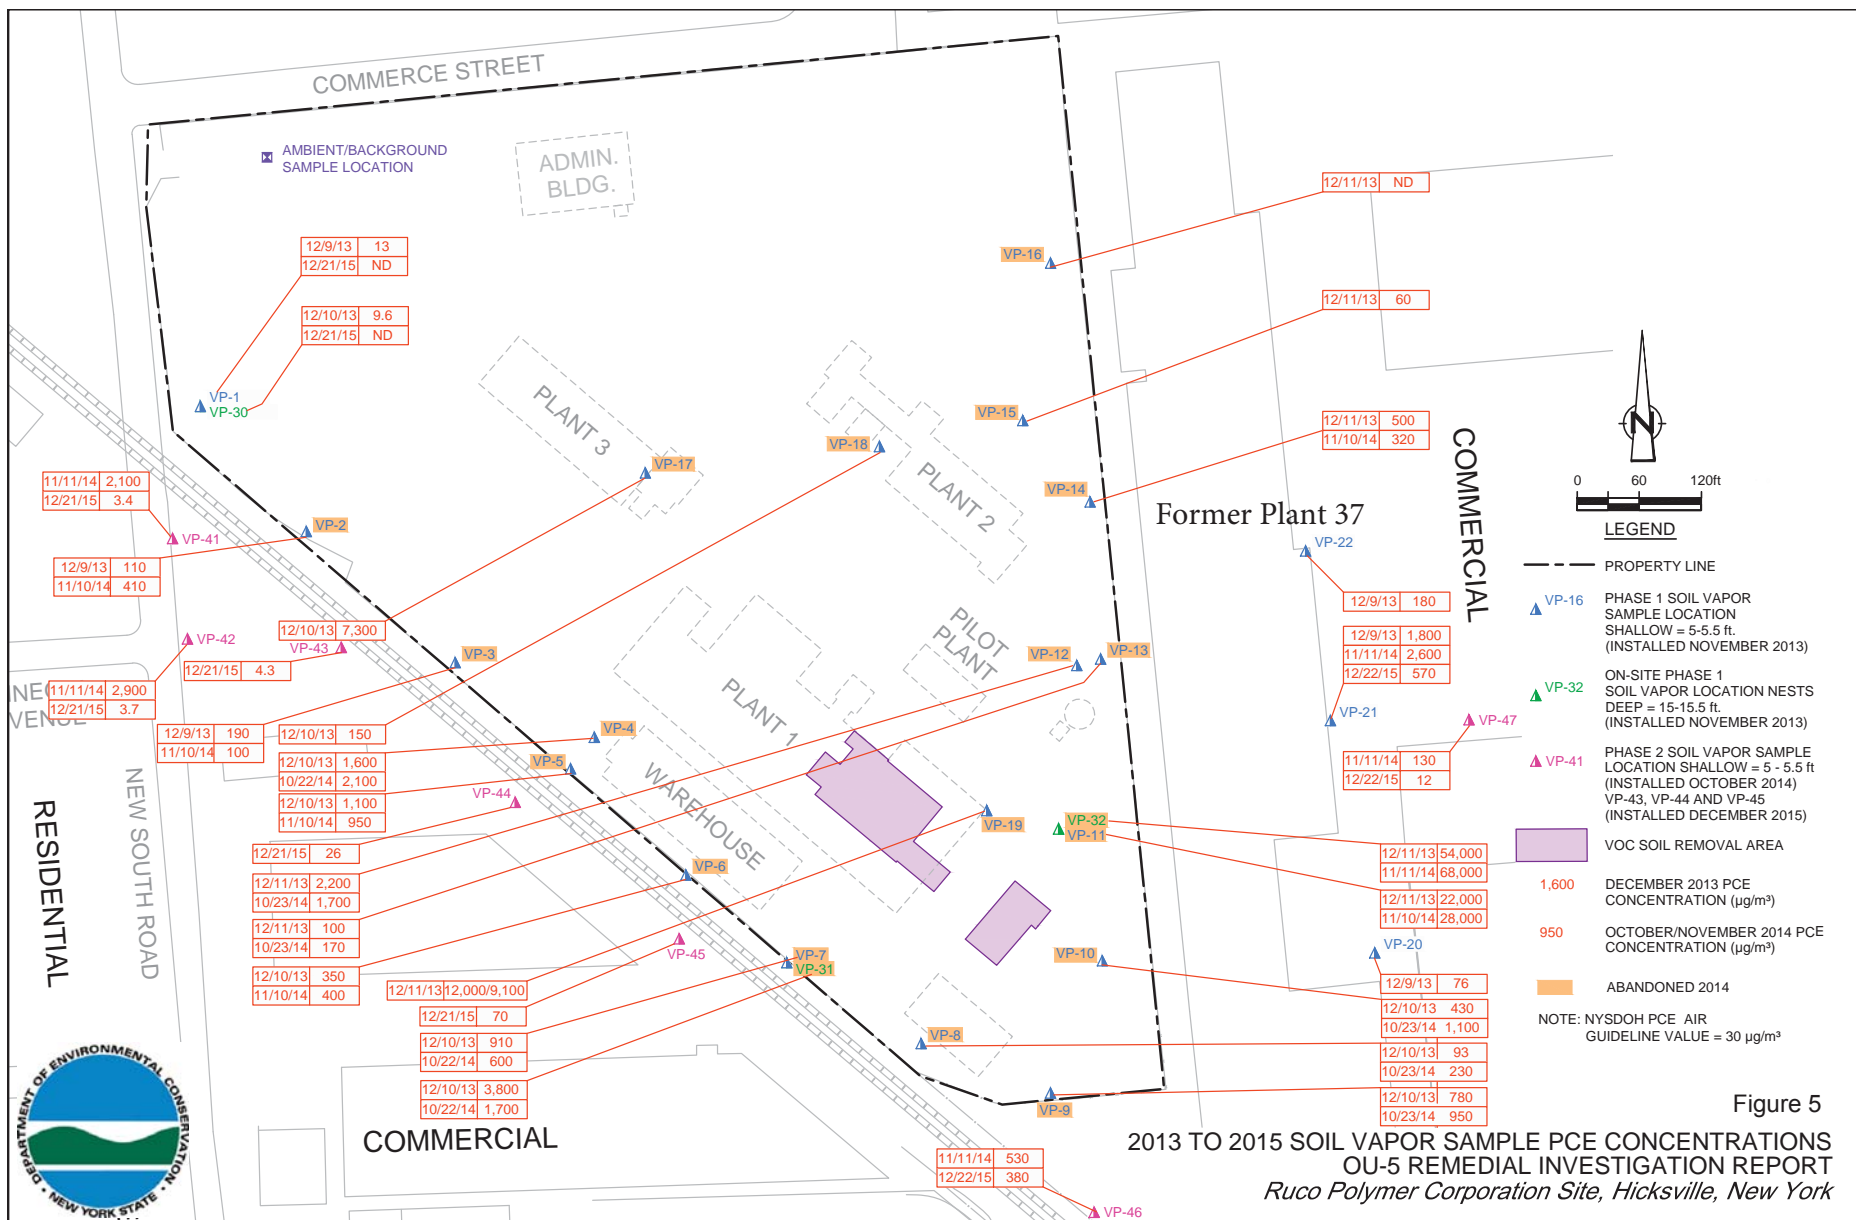 COMMERCE STREET
AMBIENT/BACKGROUND
SAMPLE LOCATION
ADMIN.
BLDG.
12/11/13 ND
VP-16
12/9/13 13
12/21/15 ND
12/10/13 9.6
12/21/15 ND
12/11/13 60
VP-1
VP-30
PLANT 3
VP-15
VP-18
12/11/13 500
11/10/14 320
VP-17
PLANT 2
VP-14
Former Plant 37
COMMERCIAL
11/11/14 2,100
12/21/15 3.4
VP-41
VP-2
12/9/13 110
11/10/14 410
VP-22
12/9/13 180
VP-42
12/10/13 7,300
VP-43
12/21/15 4.3
VP-3
PILOT
PLANT
VP-12
VP-13
12/9/13 1,800
11/11/14 2,600
12/22/15 570
11/11/14 2,900
12/21/15 3.7
PLANT 1
VP-21
VP-47
12/9/13 190
11/10/14 100
12/10/13 150
VP-4
12/10/13 1,600
10/22/14 2,100
VP-5
12/10/13 1,100
11/10/14 950
VP-44
11/11/14 130
12/22/15 12
RESIDENTIAL
NEW SOUTH ROAD
WAREHOUSE
VP-19
VP-32
VP-11
12/21/15 26
12/11/13 54,000
11/11/14 68,000
12/11/13 2,200
10/23/14 1,700
VP-6
12/11/13 22,000
11/10/14 28,000
12/11/13 100
10/23/14 170
VP-45
VP-7
VP-31
VP-10
VP-20
12/10/13 350
11/10/14 400
12/11/13 12,000/9,100
12/9/13 76
12/21/15 70
12/10/13 430
10/23/14 1,100
12/10/13 910
10/22/14 600
VP-8
12/10/13 93
10/23/14 230
12/10/13 3,800
10/22/14 1,700
VP-9
12/10/13 780
10/23/14 950
COMMERCIAL
11/11/14 530
12/22/15 380
VP-46
N
0 60 120ft
LEGEND
PROPERTY LINE
VP-16 PHASE 1 SOIL VAPOR
SAMPLE LOCATION
SHALLOW = 5-5.5 ft.
(INSTALLED NOVEMBER 2013)
VP-32 ON-SITE PHASE 1
SOIL VAPOR LOCATION NESTS
DEEP = 15-15.5 ft.
(INSTALLED NOVEMBER 2013)
VP-41 PHASE 2 SOIL VAPOR SAMPLE
LOCATION SHALLOW = 5 - 5.5 ft
(INSTALLED OCTOBER 2014)
VP-43, VP-44 AND VP-45
(INSTALLED DECEMBER 2015)
VOC SOIL REMOVAL AREA
1,600 DECEMBER 2013 PCE
CONCENTRATION (µg/m³)
950 OCTOBER/NOVEMBER 2014 PCE
CONCENTRATION (µg/m³)
ABANDONED 2014
NOTE: NYSDOH PCE AIR
GUIDELINE VALUE = 30 µg/m³
Figure 5
2013 TO 2015 SOIL VAPOR SAMPLE PCE CONCENTRATIONS
OU-5 REMEDIAL INVESTIGATION REPORT
Ruco Polymer Corporation Site, Hicksville, New York
DEPARTMENT OF ENVIRONMENTAL CONSERVATION
NEW YORK STATE